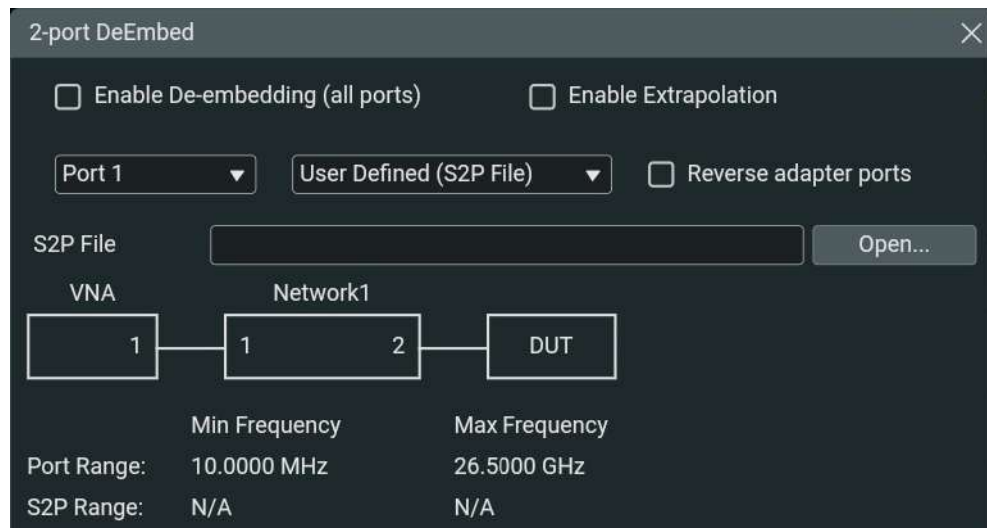 2-port DeEmbed
Enable De-embedding (all ports) Enable Extrapolation
Port 1 User Defined (S2P File) Reverse adapter ports
S2P File Open...
VNA Network1
1 1 2 DUT
Min Frequency Max Frequency
Port Range: 10.0000 MHz 26.5000 GHz
S2P Range: N/A N/A